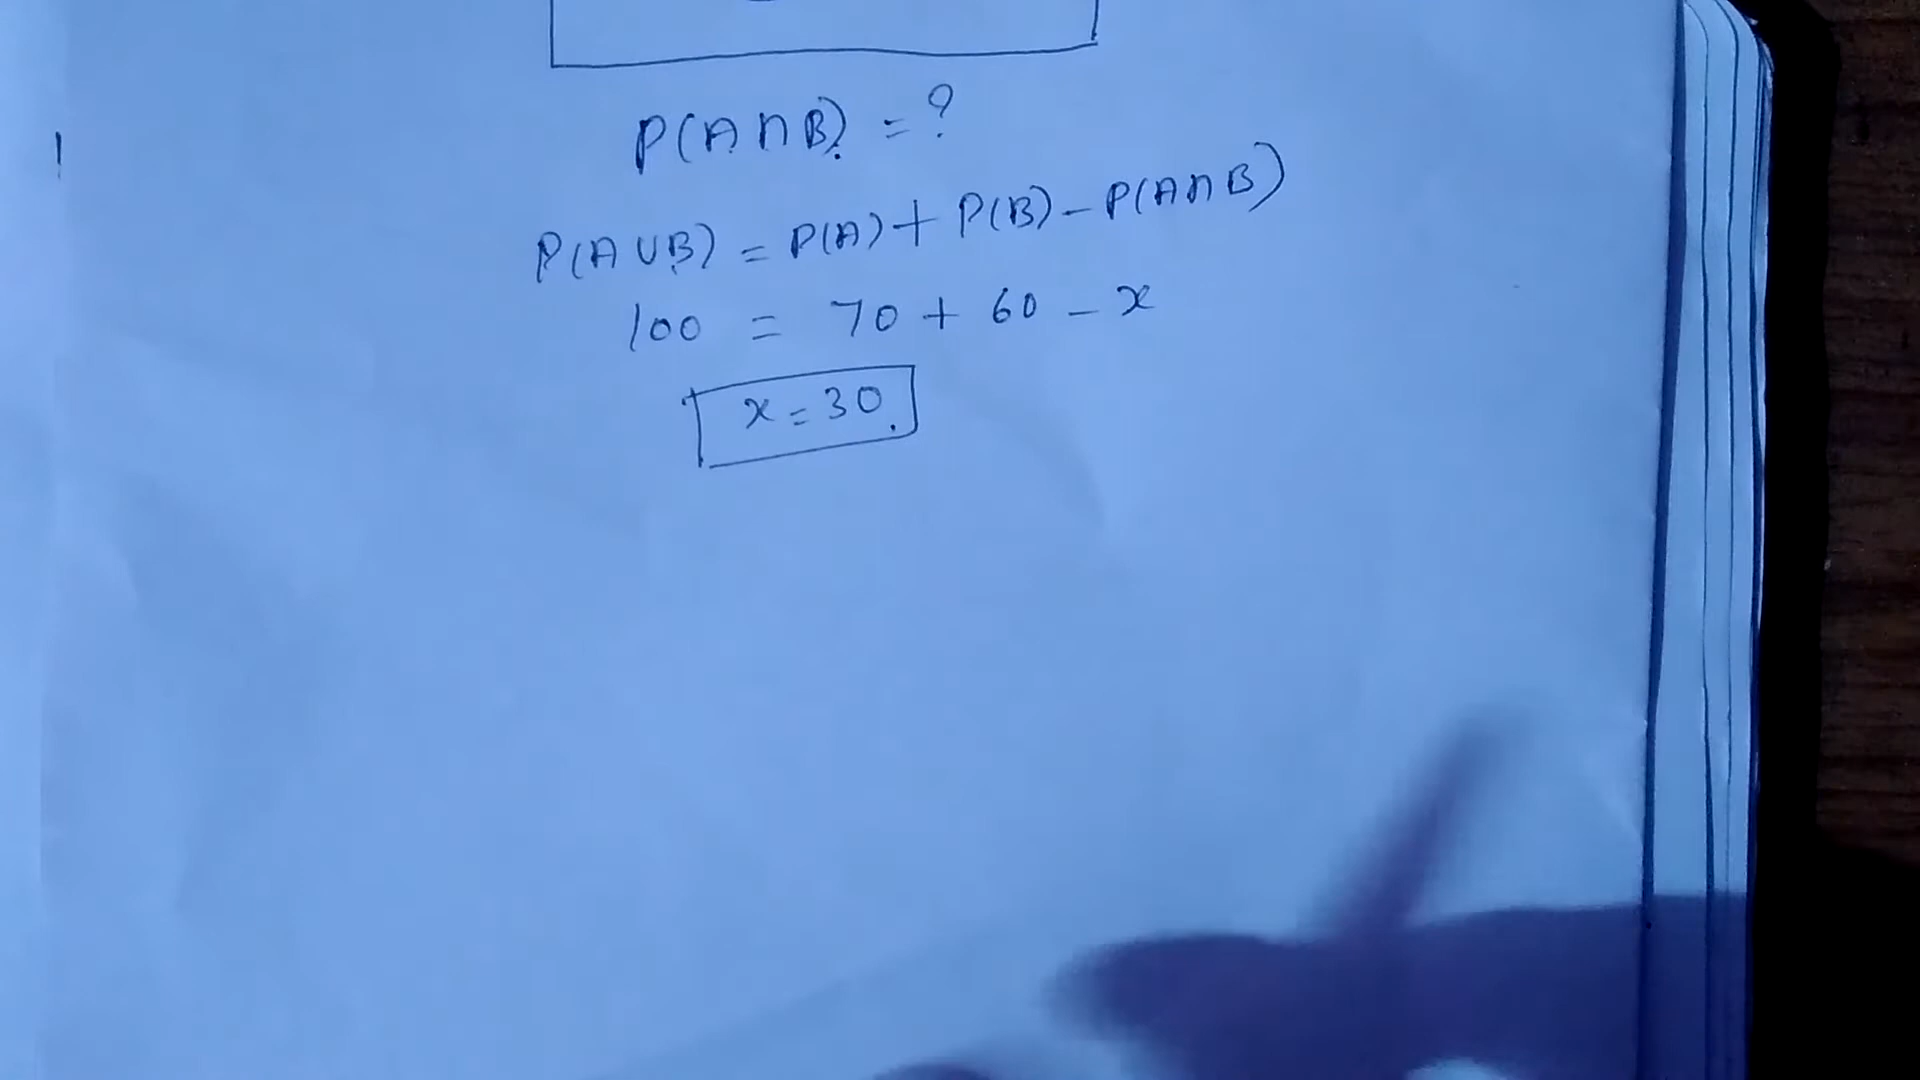 P(A∩B) = ?
P(A∪B) = P(A) + P(B) - P(A∩B)
100 = 70 + 60 - x
x = 30.